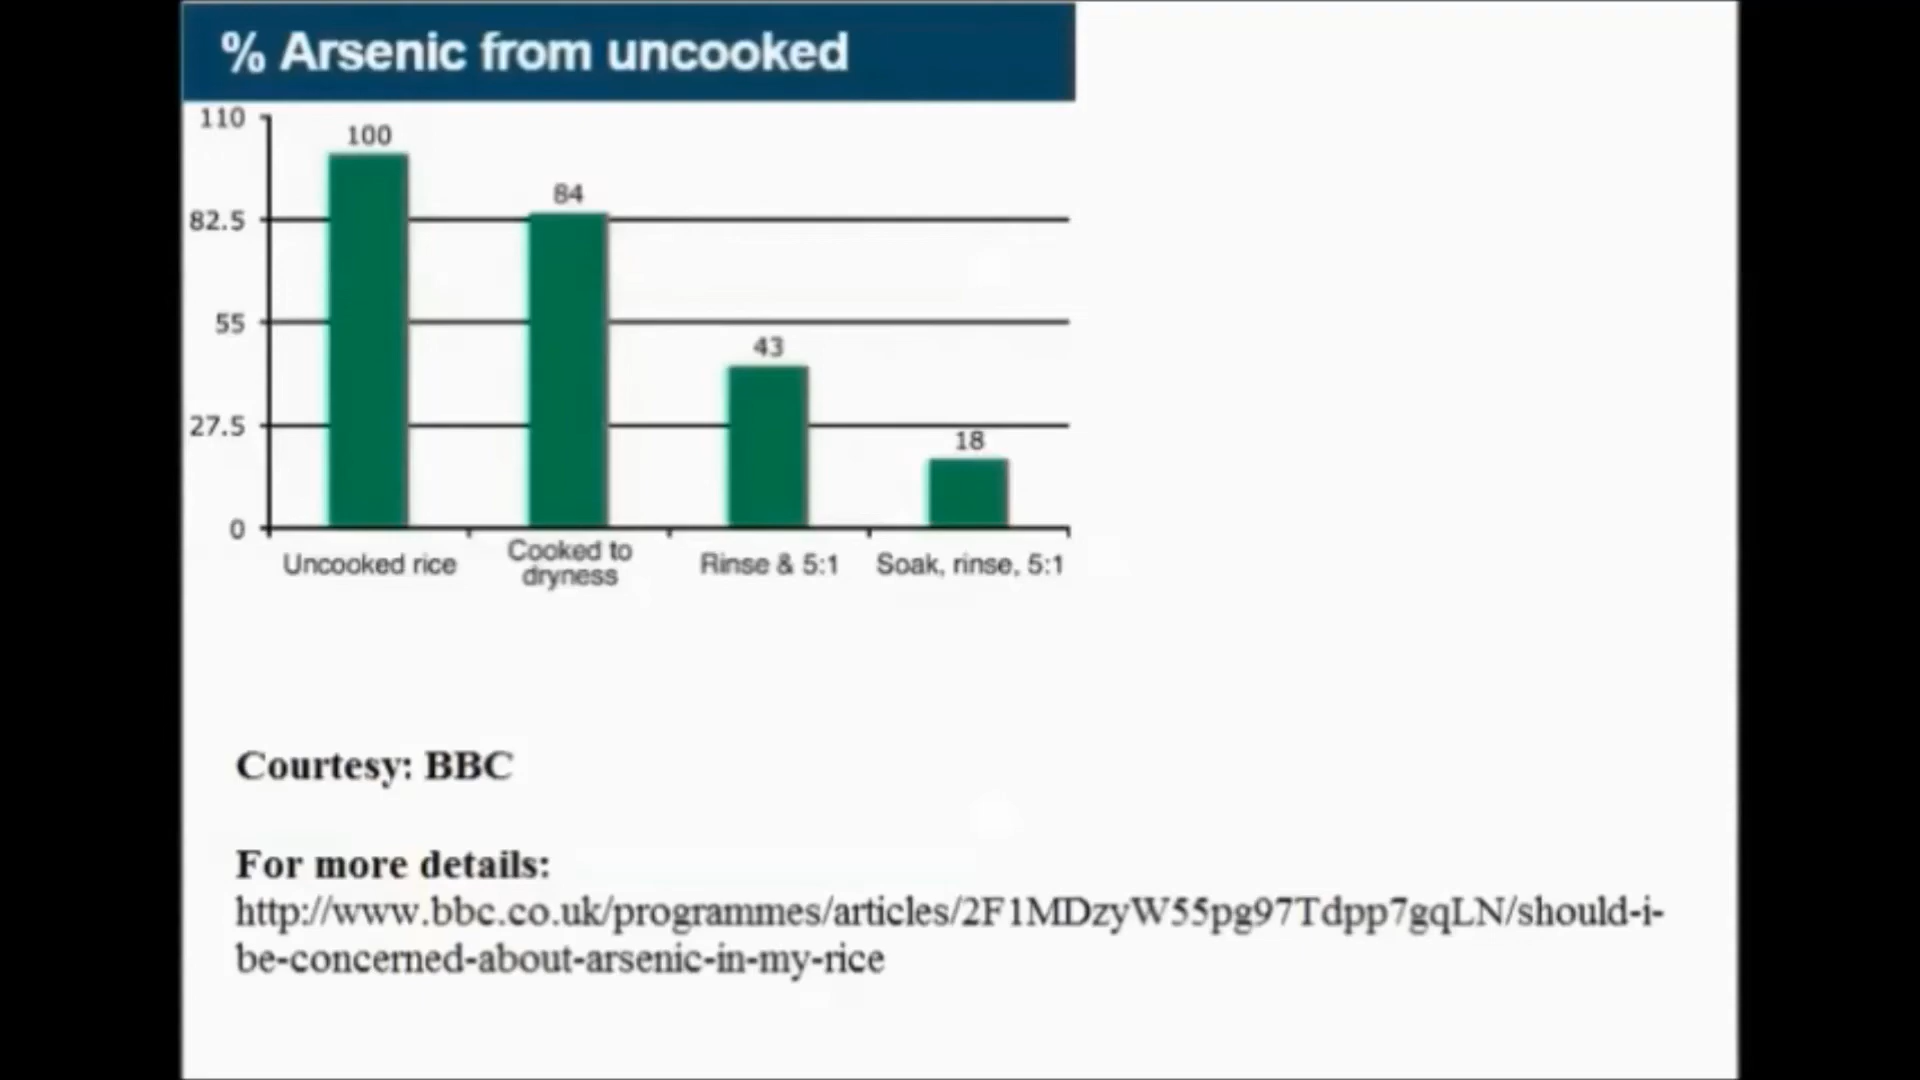 % Arsenic from uncooked
110
100
84
82.5
55
43
27.5
18
0
Uncooked rice
Cooked to
dryness
Rinse & 5:1
Soak, rinse, 5:1
Courtesy: BBC
For more details:
http://www.bbc.co.uk/programmes/articles/2F1MDzyW55pg97Tdpp7gqLN/should-i-
be-concerned-about-arsenic-in-my-rice